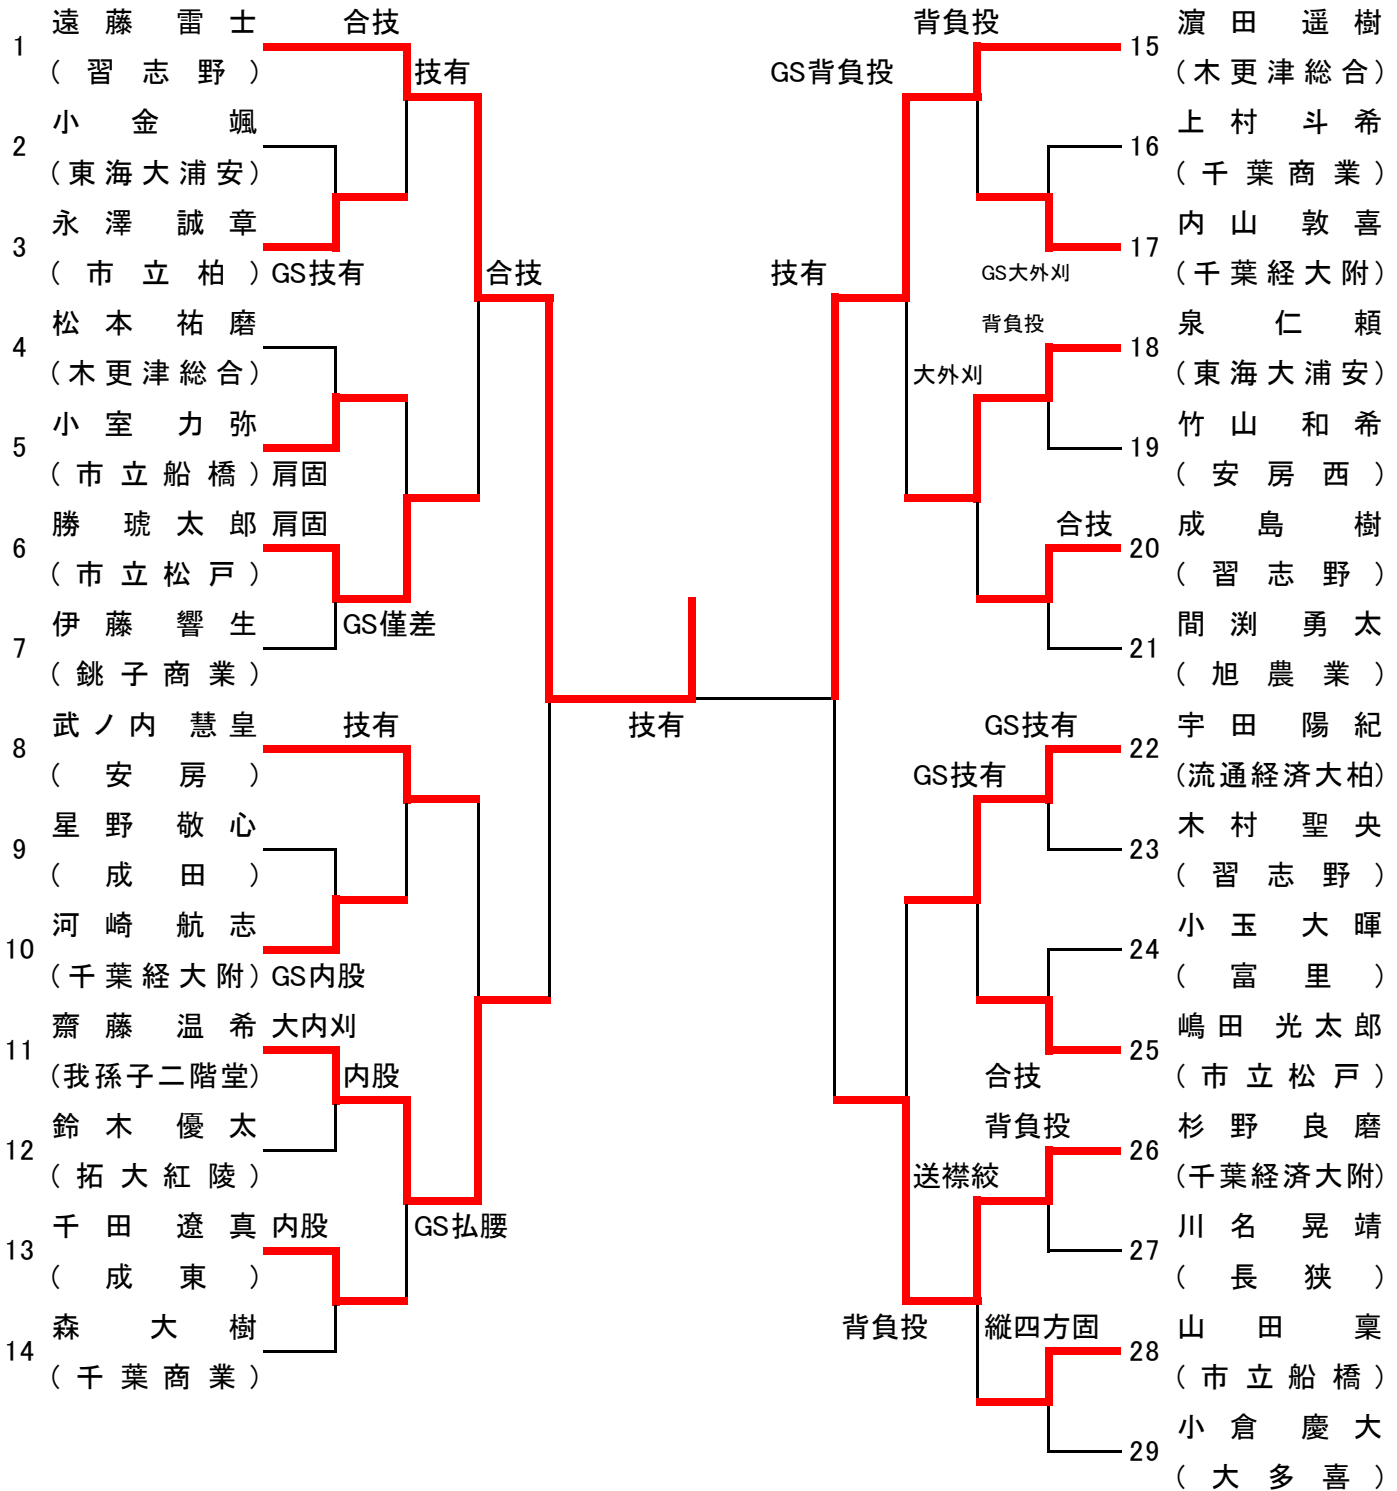 遠藤雷士 合技
1
(習志野) 技有
小金颯
2
(東海大浦安)
永澤誠章
3
(市立柏) GS技有 合技
松本祐磨
4
(木更津総合)
小室力弥
5
(市立船橋) 肩固
勝琥太郎 肩固
6
(市立松戸)
伊藤響生 GS僅差
7
(銚子商業)
武ノ内慧皇 技有
8
(安房)
星野敬心
9
(成田)
河崎航志
10
(千葉経大附) GS内股
齋藤温希 大内刈
11
(我孫子二階堂) 内股
鈴木優太
12
(拓大紅陵)
千田遼真 内股 GS払腰
13
(成東)
森大樹
14
(千葉商業)
技有
背負投 濵田遥樹
15
GS背負投 (木更津総合)
上村斗希
16
(千葉商業)
内山敦喜
17
技有 GS大外刈 (千葉経大附)
背負投 泉仁頼
18
大外刈 (東海大浦安)
竹山和希
19
(安房西)
合技 成島樹
20
(習志野)
間渕勇太
21
(旭農業)
GS技有 宇田陽紀
22
GS技有 (流通経済大柏)
木村聖央
23
(習志野)
小玉大暉
24
(富里)
嶋田光太郎
25
合技 (市立松戸)
背負投 杉野良磨
26
送襟絞 (千葉経済大附)
川名晃靖
27
(長狭)
背負投 縦四方固 山田稟
28
(市立船橋)
小倉慶大
29
(大多喜)